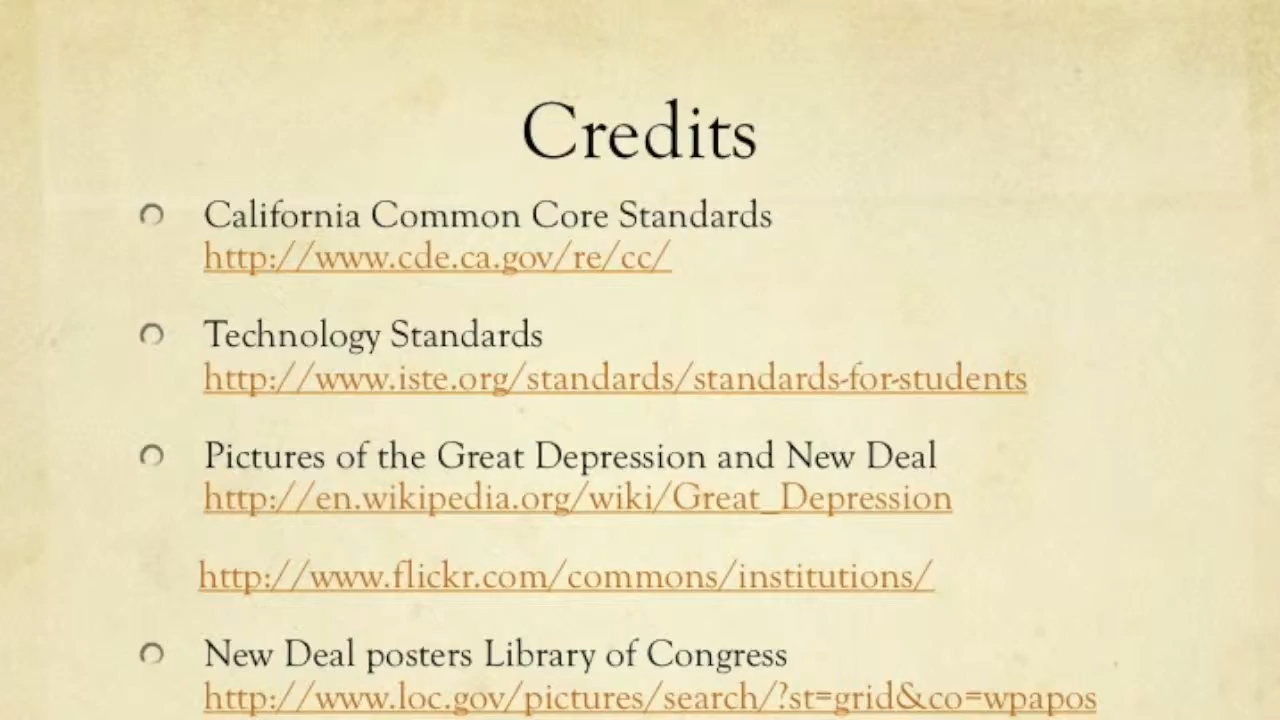 Credits
California Common Core Standards
http://www.cde.ca.gov/re/cc/
Technology Standards
http://www.iste.org/standards/standards-for-students
Pictures of the Great Depression and New Deal
http://en.wikipedia.org/wiki/Great_Depression
http://www.flickr.com/commons/institutions/
New Deal posters Library of Congress
http://www.loc.gov/pictures/search/?st=grid&co=wpapos